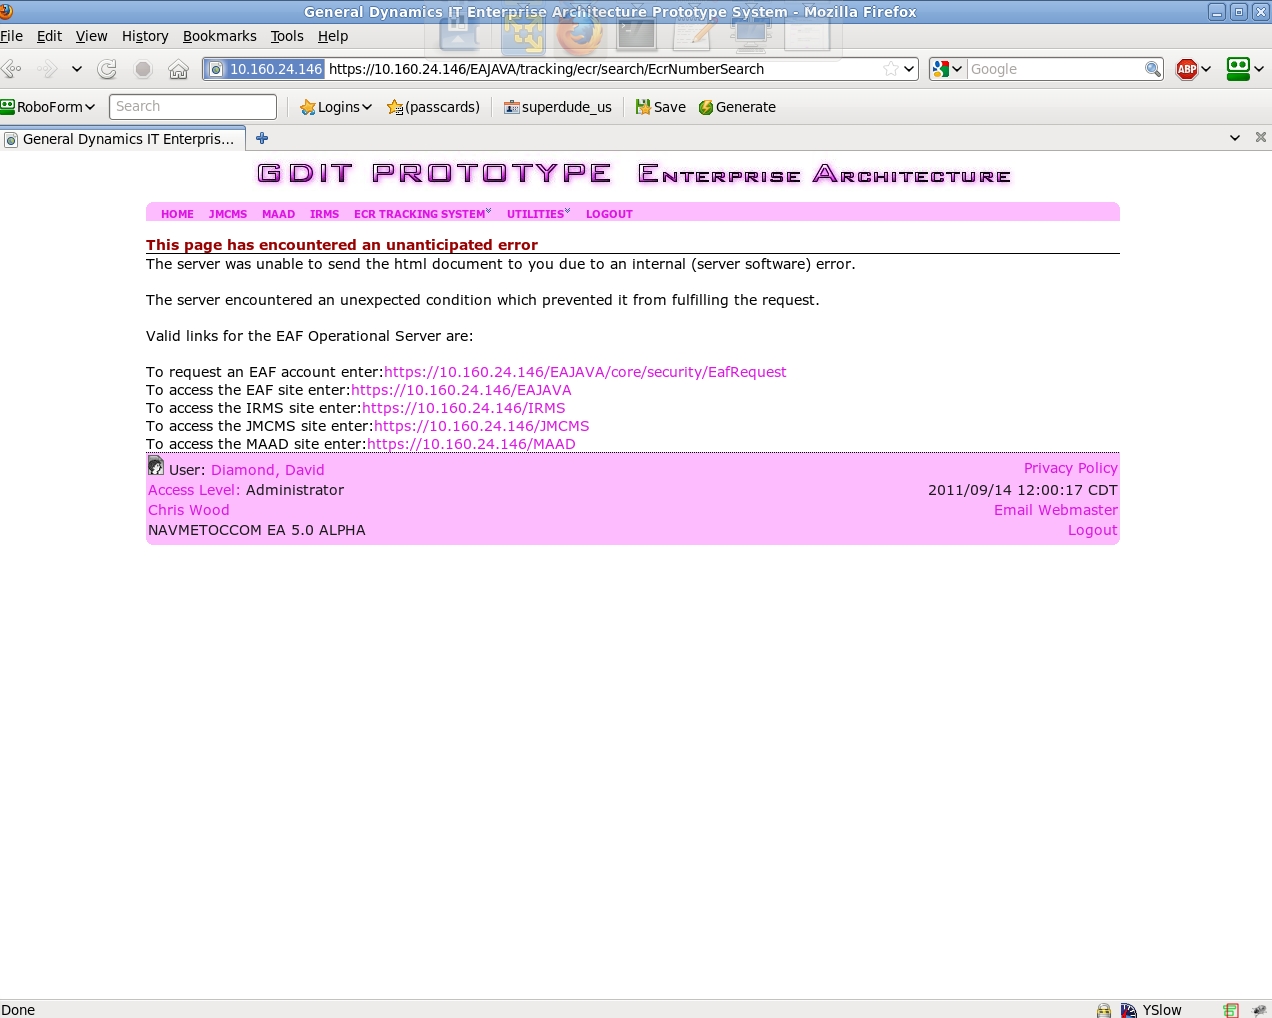 General Dynamics IT Enterprise Architecture Prototype System - Mozilla Firefox
File Edit View History Bookmarks Tools Help
10.160.24.146 https://10.160.24.146/EAJAVA/tracking/ecr/search/EcrNumberSearch Google ABP
RoboForm Search Logins (passcards) superdude_us Save Generate
General Dynamics IT Enterpris...
GDIT PROTOTYPE Enterprise Architecture
HOME JMCMS MAAD IRMS ECR TRACKING SYSTEM UTILITIES LOGOUT
This page has encountered an unanticipated error
The server was unable to send the html document to you due to an internal (server software) error.
The server encountered an unexpected condition which prevented it from fulfilling the request.
Valid links for the EAF Operational Server are:
To request an EAF account enter:https://10.160.24.146/EAJAVA/core/security/EafRequest
To access the EAF site enter:https://10.160.24.146/EAJAVA
To access the IRMS site enter:https://10.160.24.146/IRMS
To access the JMCMS site enter:https://10.160.24.146/JMCMS
To access the MAAD site enter:https://10.160.24.146/MAAD
User: Diamond, David Privacy Policy
Access Level: Administrator 2011/09/14 12:00:17 CDT
Chris Wood Email Webmaster
NAVMETOCCOM EA 5.0 ALPHA Logout
Done YSlow